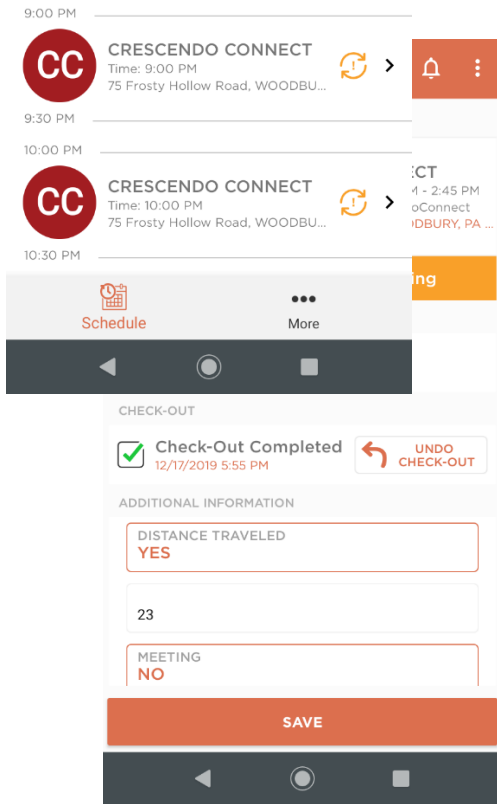 9:00 PM
CC
CRESCENDO CONNECT
Time: 9:00 PM
75 Frosty Hollow Road, WOODBU...
9:30 PM
10:00 PM
CC
CRESCENDO CONNECT
Time: 10:00 PM
75 Frosty Hollow Road, WOODBU...
10:30 PM
Schedule
More
ECT
M - 2:45 PM
oConnect
DBURY, PA ...
ing
CHECK-OUT
Check-Out Completed
12/17/2019 5:55 PM
UNDO
CHECK-OUT
ADDITIONAL INFORMATION
DISTANCE TRAVELED
YES
23
MEETING
NO
SAVE